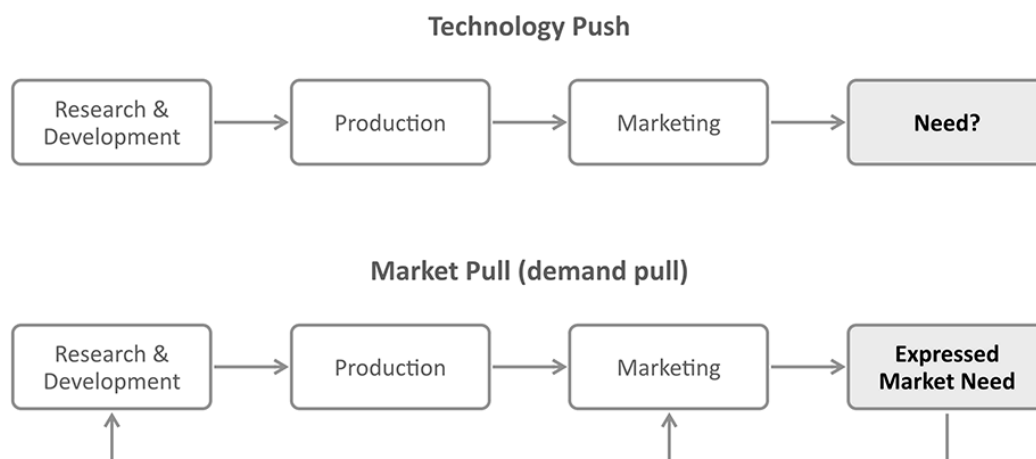 Technology Push
Research &
Development
Production
Marketing
Need?
Market Pull (demand pull)
Research &
Development
Production
Marketing
Expressed
Market Need